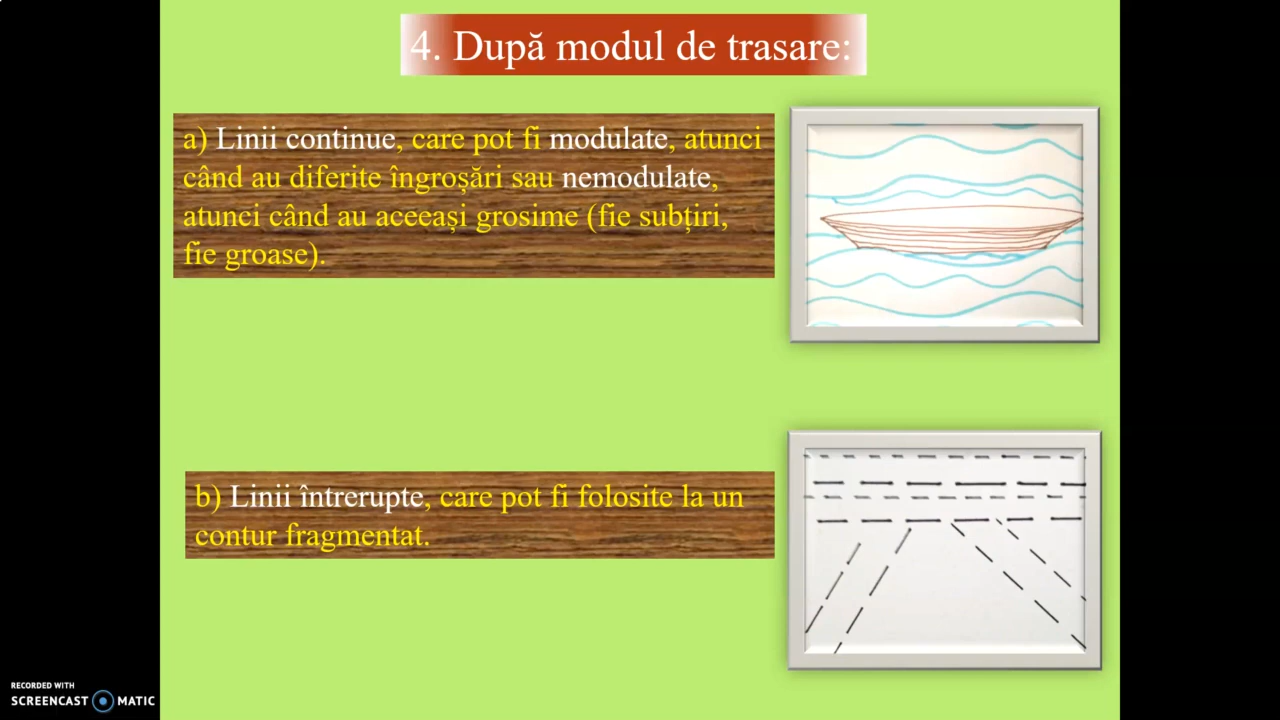 4. După modul de trasare:
a) Linii continue, care pot fi modulate, atunci
când au diferite îngroșări sau nemodulate,
atunci când au aceeași grosime (fie subțiri,
fie groase).
b) Linii întrerupte, care pot fi folosite la un
contur fragmentat.
RECORDED WITH
SCREENCAST MATIC